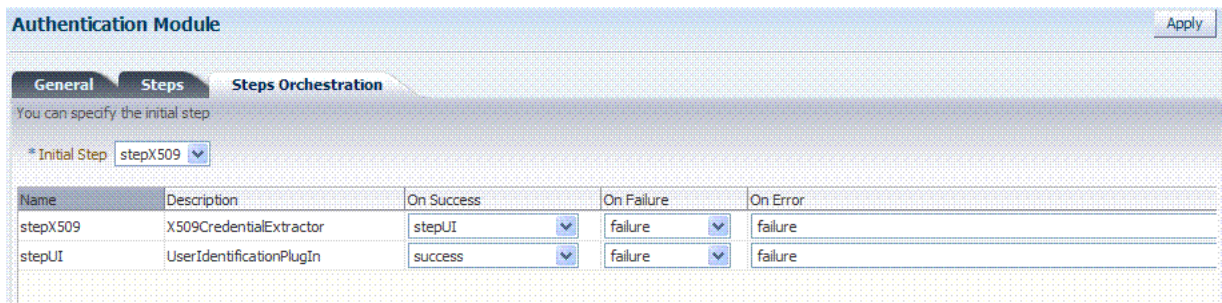 Authentication Module
Apply
General Steps Steps Orchestration
You can specify the initial step
* Initial Step stepX509
Name Description On Success On Failure On Error
stepX509 X509CredentialExtractor stepUI failure failure
stepUI UserIdentificationPlugIn success failure failure